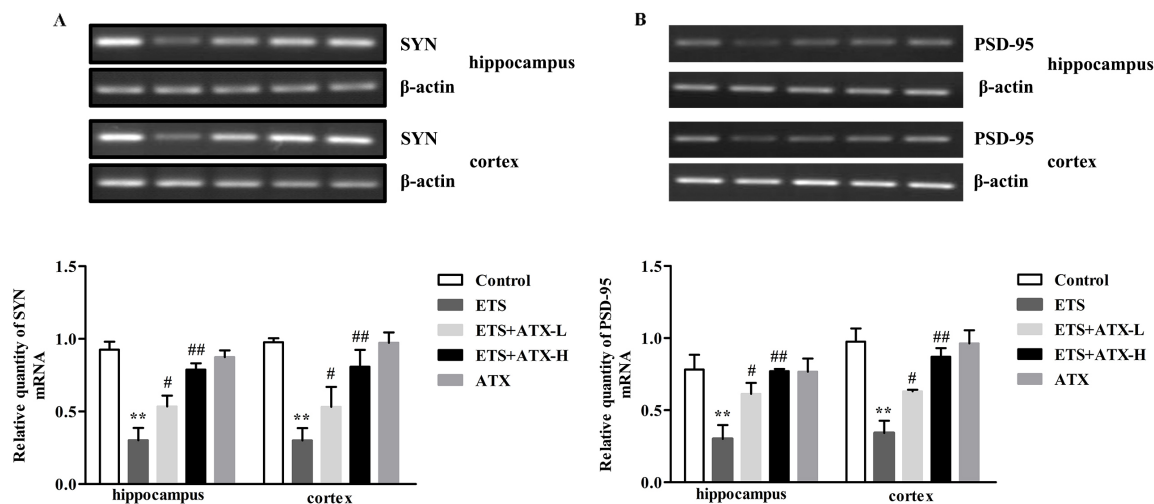 A
SYN
hippocampus
β-actin
SYN
cortex
β-actin
B
PSD-95
hippocampus
β-actin
PSD-95
cortex
β-actin
Relative quantity of SYN
mRNA
1.5
1.0
0.5
0.0
**
#
##
**
#
##
hippocampus
cortex
Control
ETS
ETS+ATX-L
ETS+ATX-H
ATX
Relative quantity of PSD-95
mRNA
1.5
1.0
0.5
0.0
**
#
##
**
#
##
hippocampus
cortex
Control
ETS
ETS+ATX-L
ETS+ATX-H
ATX